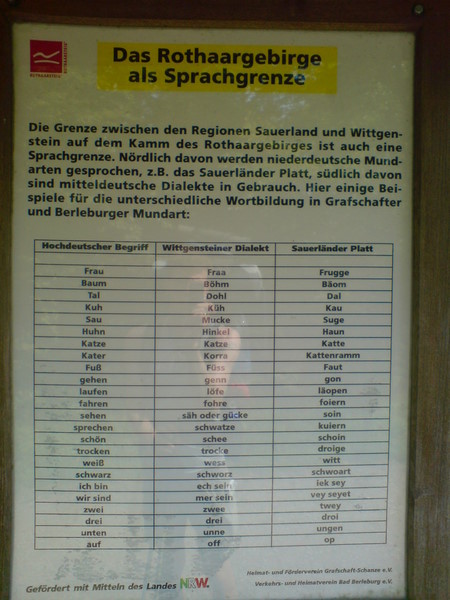 ROTHAARSTEIG
ROTHAARSTEIG
Das Rothaargebirge
als Sprachgrenze
Die Grenze zwischen den Regionen Sauerland und Wittgen-
stein auf dem Kamm des Rothaargebirges ist auch eine
Sprachgrenze. Nördlich davon werden niederdeutsche Mund-
arten gesprochen, z.B. das Sauerländer Platt, südlich davon
sind mitteldeutsche Dialekte in Gebrauch. Hier einige Bei-
spiele für die unterschiedliche Wortbildung in Grafschafter
und Berleburger Mundart:
Hochdeutscher Begriff Wittgensteiner Dialekt Sauerländer Platt
Frau Fraa Frugge
Baum Böhm Bäom
Tal Dohl Dal
Kuh Küh Kau
Sau Mucke Suge
Huhn Hinkel Haun
Katze Katze Katte
Kater Korra Kattenramm
Fuß Füss Faut
gehen genn gon
laufen löfe läopen
fahren fohre foiern
sehen säh oder gücke soin
sprechen schwatze kuiern
schön schee schoin
trocken trocke droige
weiß wess witt
schwarz schworz schwoart
ich bin ech sein iek sey
wir sind mer sein vey seyet
zwei zwee twey
drei drei droi
unten unne ungen
auf off op
Gefördert mit Mitteln des Landes NRW.
Heimat- und Förderverein Grafschaft-Schanze e.V.
Verkehrs- und Heimatverein Bad Berleburg e.V.